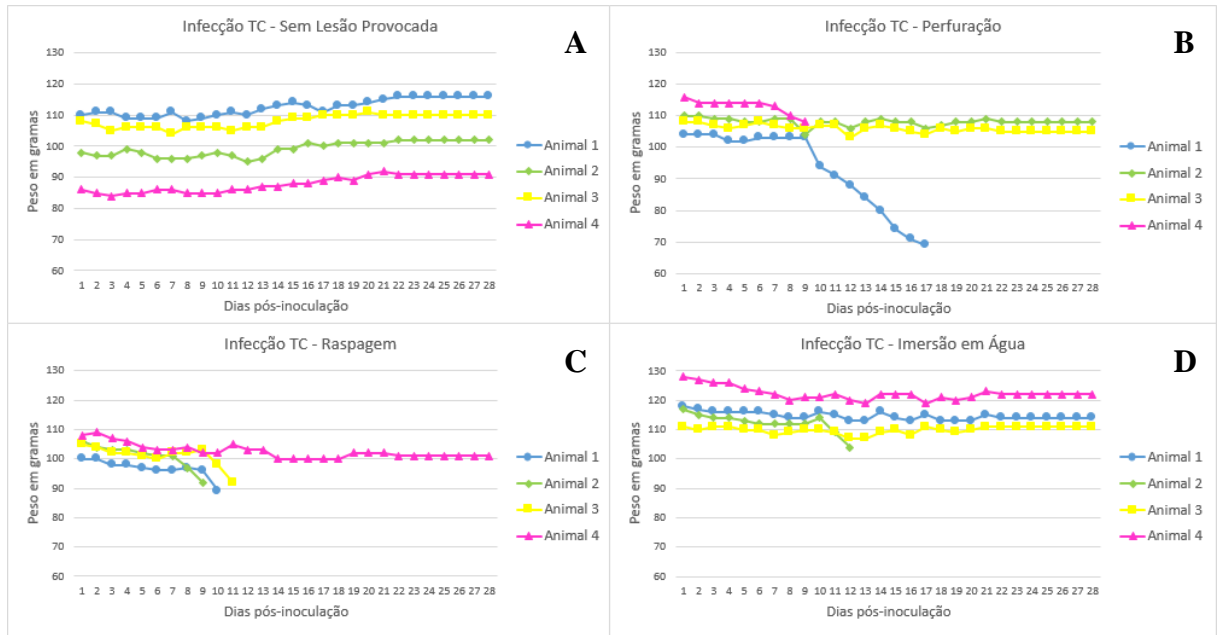 Infecção TC - Sem Lesão Provocada
A
Peso em gramas
130
120
110
100
90
80
70
60
1 2 3 4 5 6 7 8 9 10 11 12 13 14 15 16 17 18 19 20 21 22 23 24 25 26 27 28
Dias pós-inoculação
Animal 1
Animal 2
Animal 3
Animal 4
Infecção TC - Perfuração
B
Peso em gramas
130
120
110
100
90
80
70
60
1 2 3 4 5 6 7 8 9 10 11 12 13 14 15 16 17 18 19 20 21 22 23 24 25 26 27 28
Dias pós-inoculação
Animal 1
Animal 2
Animal 3
Animal 4
Infecção TC - Raspagem
C
Peso em gramas
130
120
110
100
90
80
70
60
1 2 3 4 5 6 7 8 9 10 11 12 13 14 15 16 17 18 19 20 21 22 23 24 25 26 27 28
Dias pós-inoculação
Animal 1
Animal 2
Animal 3
Animal 4
Infecção TC - Imersão em Água
D
Peso em gramas
130
120
110
100
90
80
70
60
1 2 3 4 5 6 7 8 9 10 11 12 13 14 15 16 17 18 19 20 21 22 23 24 25 26 27 28
Dias pós-inoculação
Animal 1
Animal 2
Animal 3
Animal 4